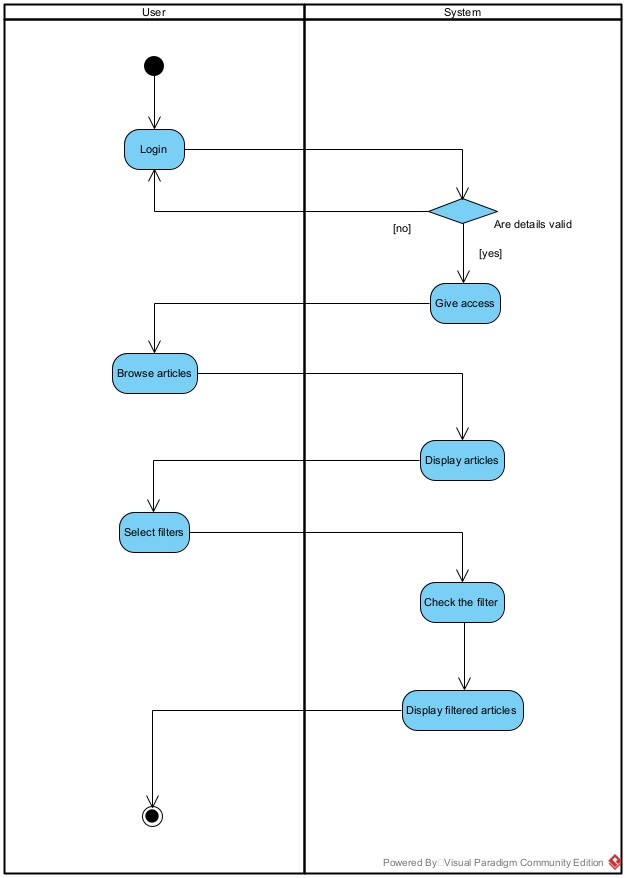 User
System
Login
Are details valid
[no]
[yes]
Give access
Browse articles
Display articles
Select filters
Check the filter
Display filtered articles
Powered By□Visual Paradigm Community Edition